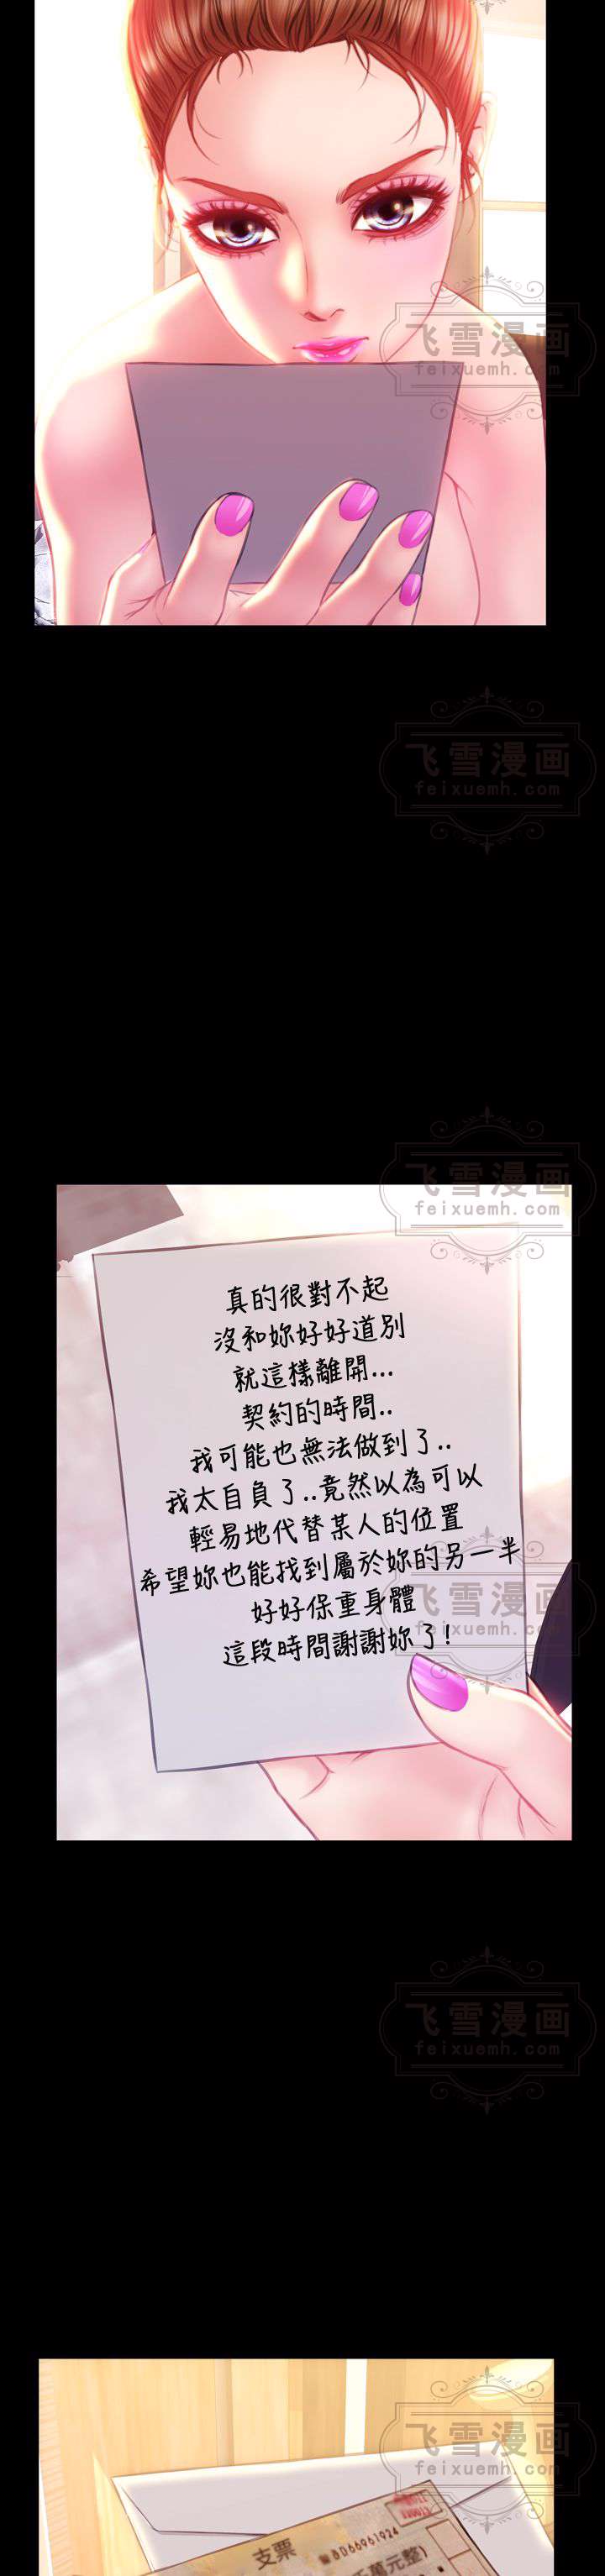 飞雪漫画
feixuemh.com
飞雪漫画
feixuemh.com
飞雪漫画
feixuemh.com
真的很對不起
沒和妳好好道別
就這樣離開...
契約的時間..
我可能也無法做到了..
我太自負了..竟然以為可以
輕易地代替某人的位置
希望妳也能找到屬於妳的另一半
好好保重身體
這段時間謝謝妳了!
飞雪漫画
feixuemh.com
飞雪漫画
feixuemh.com
飞雪漫画
feixuemh.com
支票
BD66961924
千萬元整)